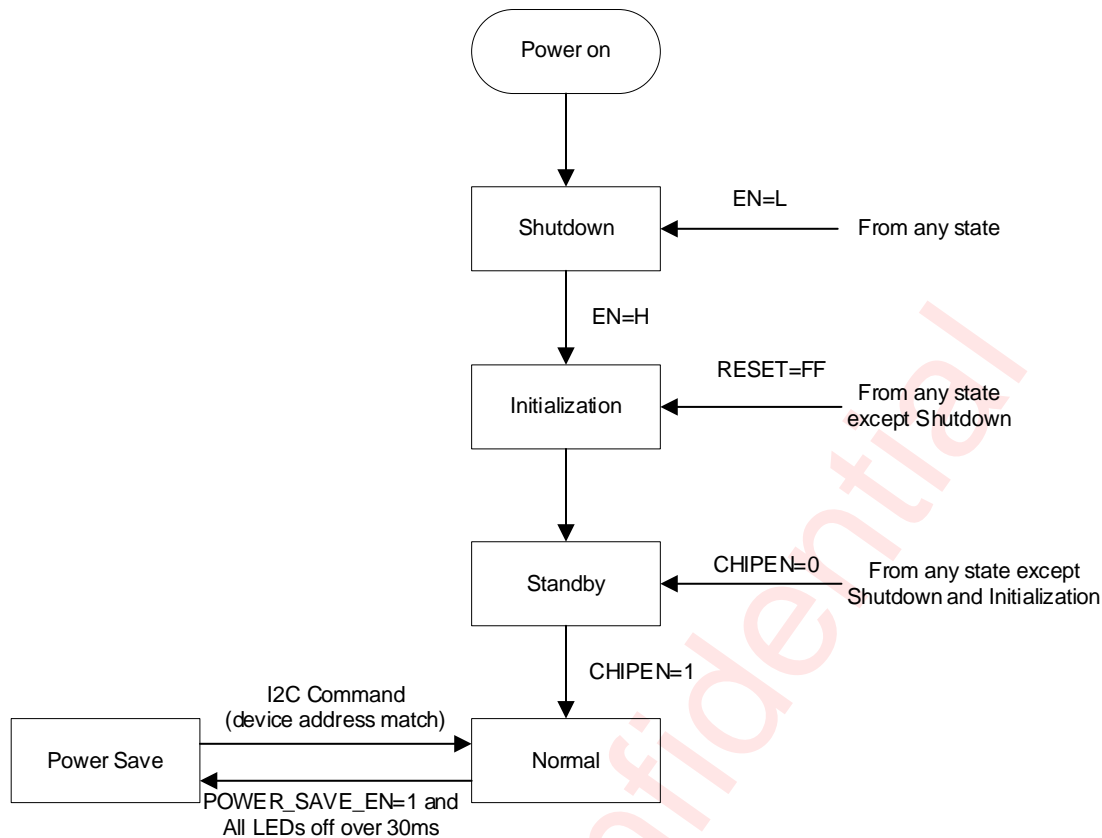 Power on
Shutdown
EN=L
From any state
EN=H
Initialization
RESET=FF
From any state
except Shutdown
Standby
CHIPEN=0
From any state except
Shutdown and Initialization
CHIPEN=1
I2C Command
(device address match)
Power Save
Normal
POWER_SAVE_EN=1 and
All LEDs off over 30ms
nfidential